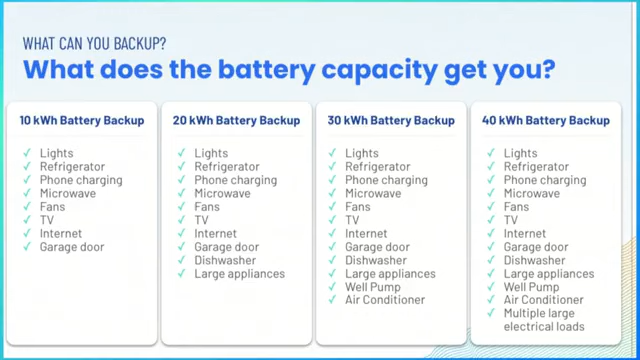 WHAT CAN YOU BACKUP?
What does the battery capacity get you?
10 kWh Battery Backup
✓ Lights
✓ Refrigerator
✓ Phone charging
✓ Microwave
✓ Fans
✓ TV
✓ Internet
✓ Garage door
20 kWh Battery Backup
✓ Lights
✓ Refrigerator
✓ Phone charging
✓ Microwave
✓ Fans
✓ TV
✓ Internet
✓ Garage door
✓ Dishwasher
✓ Large appliances
30 kWh Battery Backup
✓ Lights
✓ Refrigerator
✓ Phone charging
✓ Microwave
✓ Fans
✓ TV
✓ Internet
✓ Garage door
✓ Dishwasher
✓ Large appliances
✓ Well Pump
✓ Air Conditioner
40 kWh Battery Backup
✓ Lights
✓ Refrigerator
✓ Phone charging
✓ Microwave
✓ Fans
✓ TV
✓ Internet
✓ Garage door
✓ Dishwasher
✓ Large appliances
✓ Well Pump
✓ Air Conditioner
✓ Multiple large
electrical loads